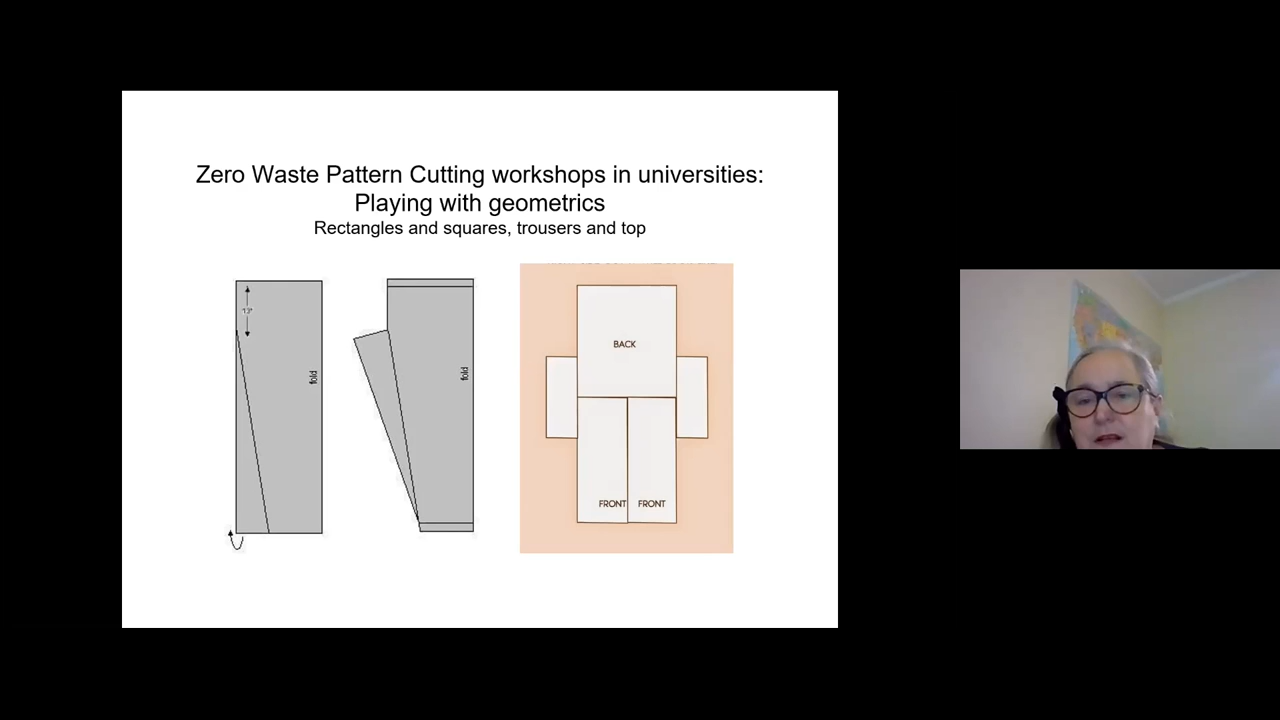 Zero Waste Pattern Cutting workshops in universities:
Playing with geometrics
Rectangles and squares, trousers and top
13"
fold
fold
BACK
FRONT
FRONT